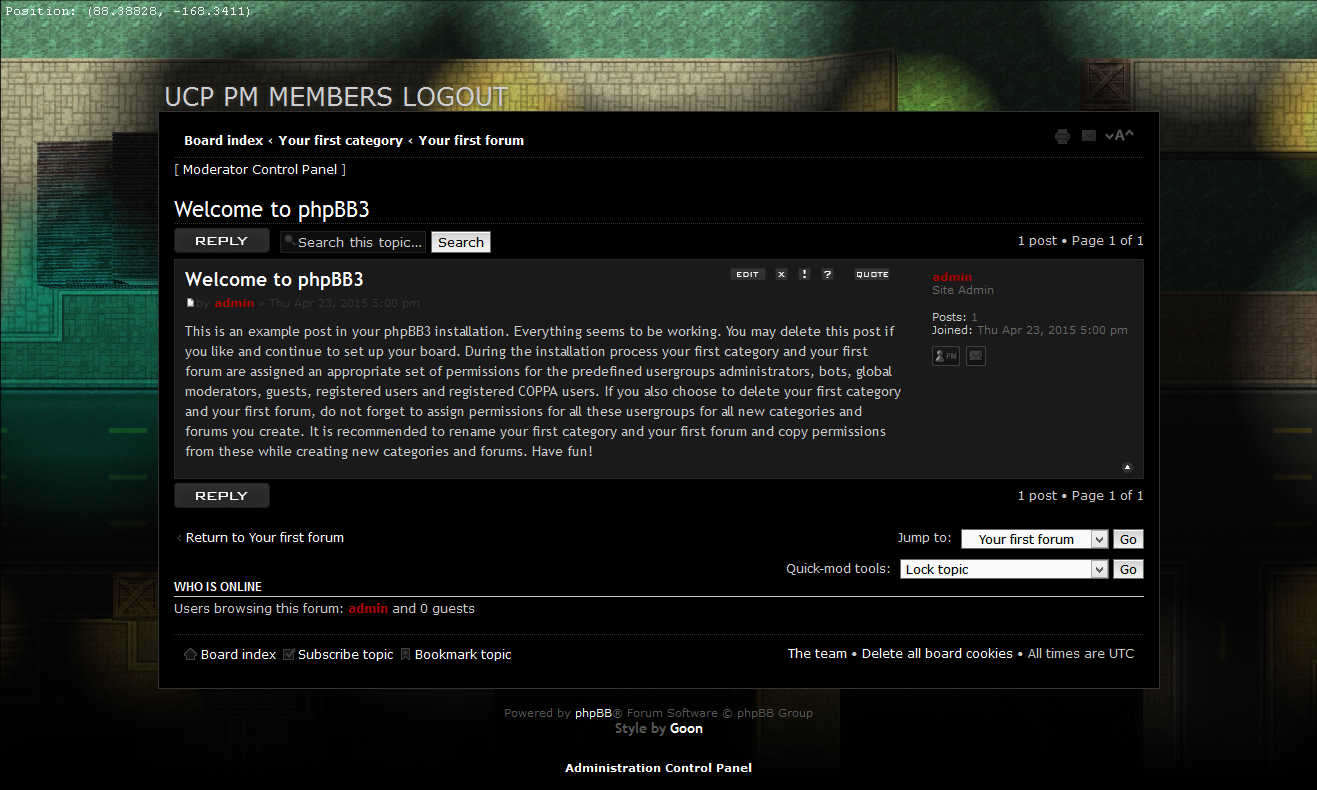 Position: (88.38828, -168.3411)
UCP PM MEMBERS LOGOUT
Board index ‹ Your first category ‹ Your first forum
A
[ Moderator Control Panel ]
Welcome to phpBB3
REPLY Search this topic... Search 1 post • Page 1 of 1
Welcome to phpBB3 EDIT x ! ? QUOTE
by admin » Thu Apr 23, 2015 5:00 pm
admin
Site Admin
Posts: 1
Joined: Thu Apr 23, 2015 5:00 pm
PM
This is an example post in your phpBB3 installation. Everything seems to be working. You may delete this post if
you like and continue to set up your board. During the installation process your first category and your first
forum are assigned an appropriate set of permissions for the predefined usergroups administrators, bots, global
moderators, guests, registered users and registered COPPA users. If you also choose to delete your first category
and your first forum, do not forget to assign permissions for all these usergroups for all new categories and
forums you create. It is recommended to rename your first category and your first forum and copy permissions
from these while creating new categories and forums. Have fun!
REPLY 1 post • Page 1 of 1
Return to Your first forum Jump to: Your first forum Go
Quick-mod tools: Lock topic Go
WHO IS ONLINE
Users browsing this forum: admin and 0 guests
Board index Subscribe topic Bookmark topic The team • Delete all board cookies • All times are UTC
Powered by phpBB® Forum Software © phpBB Group
Style by Goon
Administration Control Panel